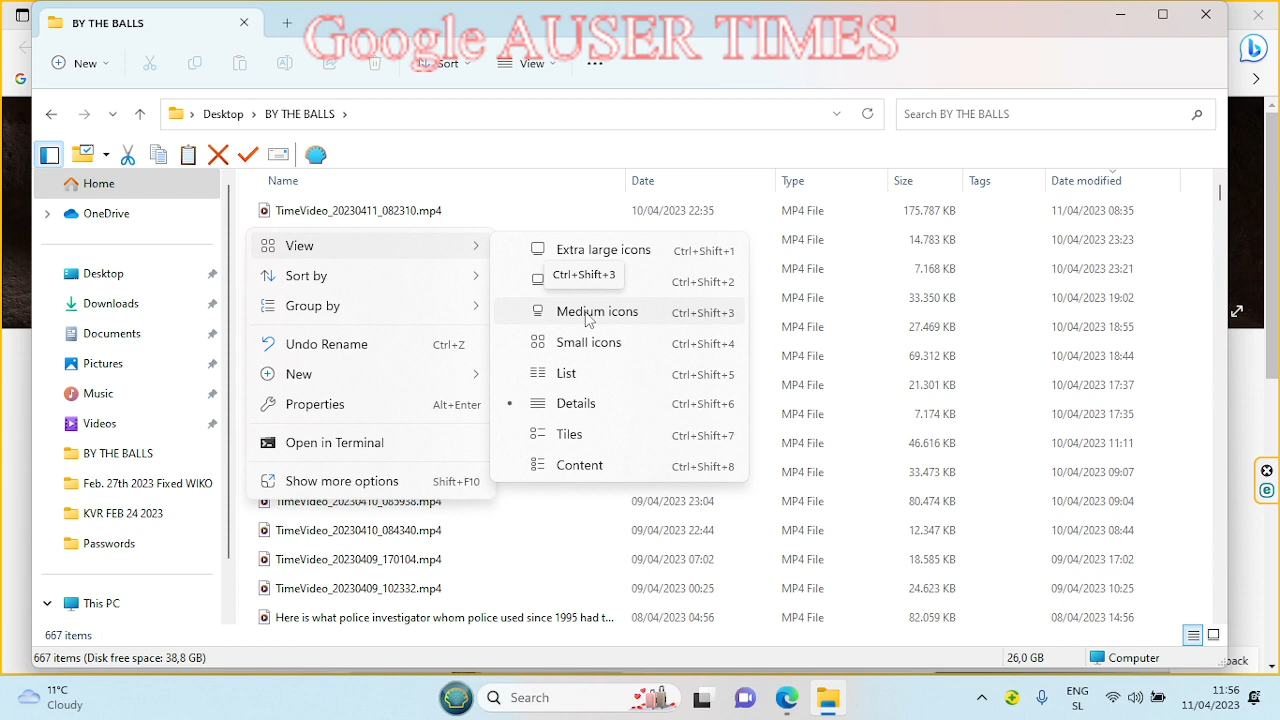 BY THE BALLS
Google AUSER TIMES
New
Sort
View
Desktop
BY THE BALLS
Search BY THE BALLS
Name Date Type Size Tags Date modified
Home
OneDrive
Desktop
Downloads
Documents
Pictures
Music
Videos
BY THE BALLS
Feb. 27th 2023 Fixed WIKO
KVR FEB 24 2023
Passwords
This PC
TimeVideo_20230411_082310.mp4 10/04/2023 22:35 MP4 File 175.787 KB 11/04/2023 08:35
MP4 File 14.783 KB 10/04/2023 23:23
MP4 File 7.168 KB 10/04/2023 23:21
MP4 File 33.350 KB 10/04/2023 19:02
MP4 File 27.469 KB 10/04/2023 18:55
MP4 File 69.312 KB 10/04/2023 18:44
MP4 File 21.301 KB 10/04/2023 17:37
MP4 File 7.174 KB 10/04/2023 17:35
MP4 File 46.616 KB 10/04/2023 11:11
MP4 File 33.473 KB 10/04/2023 09:07
TimeVideo_20230410_085938.mp4 09/04/2023 23:04 MP4 File 80.474 KB 10/04/2023 09:04
TimeVideo_20230410_084340.mp4 09/04/2023 22:44 MP4 File 12.347 KB 10/04/2023 08:44
TimeVideo_20230409_170104.mp4 09/04/2023 07:02 MP4 File 18.585 KB 09/04/2023 17:02
TimeVideo_20230409_102332.mp4 09/04/2023 00:25 MP4 File 24.623 KB 09/04/2023 10:25
Here is what police investigator whom police used since 1995 had t... 08/04/2023 04:56 MP4 File 82.059 KB 08/04/2023 14:56
View
Sort by
Group by
Undo Rename Ctrl+Z
New
Properties Alt+Enter
Open in Terminal
Show more options Shift+F10
Extra large icons Ctrl+Shift+1
Ctrl+Shift+3
Ctrl+Shift+2
Medium icons Ctrl+Shift+3
Small icons Ctrl+Shift+4
List Ctrl+Shift+5
Details Ctrl+Shift+6
Tiles Ctrl+Shift+7
Content Ctrl+Shift+8
667 items
667 items (Disk free space: 38,8 GB) 26,0 GB Computer
back
11°C
Cloudy
Search
ENG
SL
11:56
11/04/2023